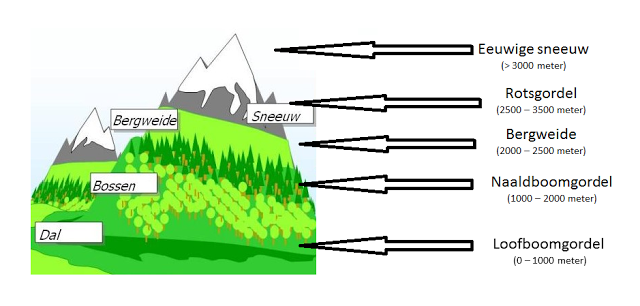 Eeuwige sneeuw
(> 3000 meter)
Rotsgordel
(2500 – 3500 meter)
Bergweide
(2000 – 2500 meter)
Naaldboomgordel
(1000 – 2000 meter)
Loofboomgordel
(0 – 1000 meter)
Bergweide
Sneeuw
Bossen
Dal